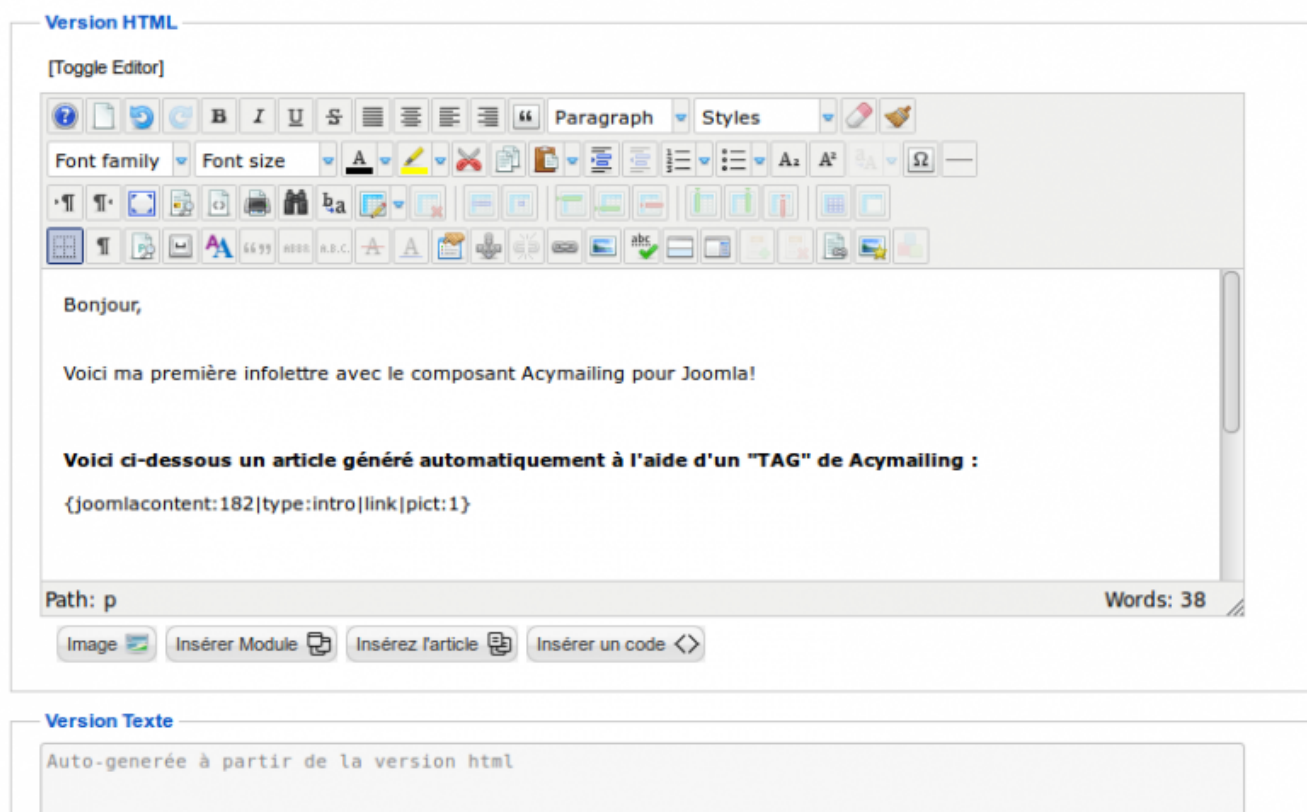 Version HTML
[Toggle Editor]
B I U S Paragraph Styles
Font family Font size A A₂ A² Ω
Bonjour,
Voici ma première infolettre avec le composant Acymailing pour Joomla!
Voici ci-dessous un article généré automatiquement à l'aide d'un "TAG" de Acymailing :
{joomlacontent:182|type:intro|link|pict:1}
Path: p Words: 38
Image Insérer Module Insérez l'article Insérer un code
Version Texte
Auto-generée à partir de la version html